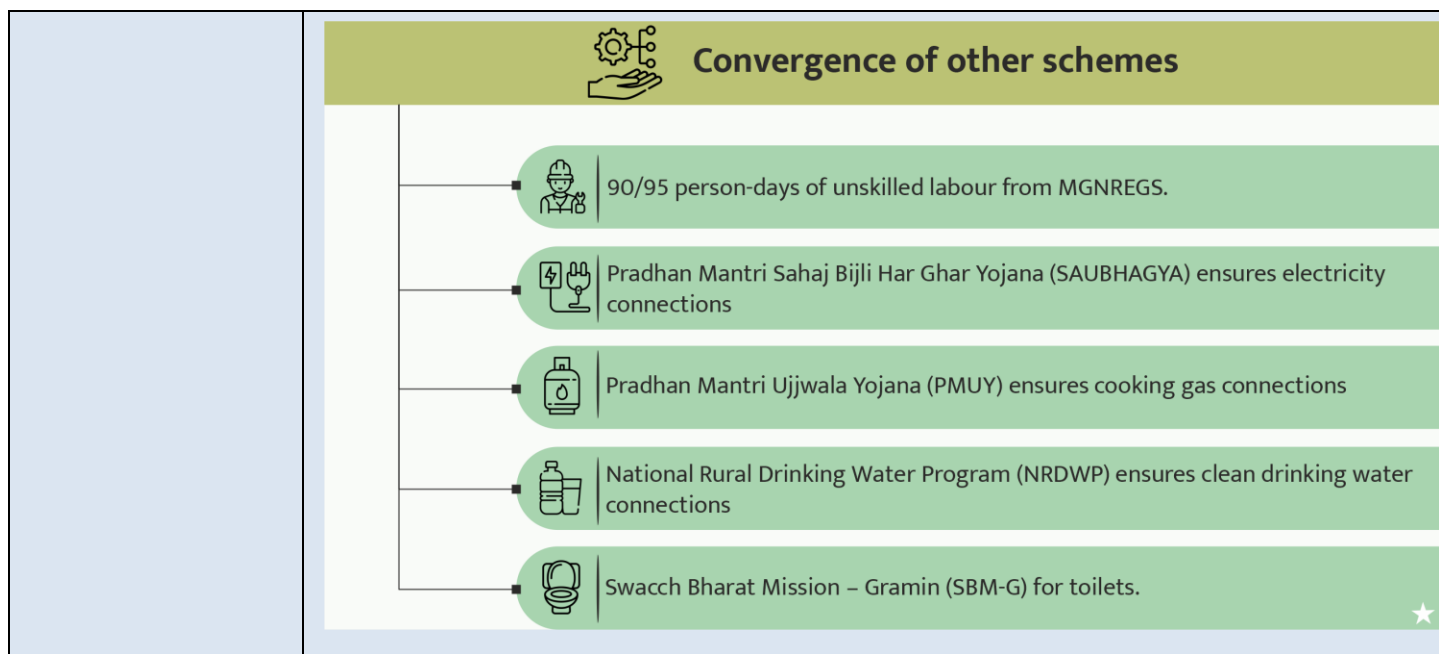 Convergence of other schemes
90/95 person-days of unskilled labour from MGNREGS.
Pradhan Mantri Sahaj Bijli Har Ghar Yojana (SAUBHAGYA) ensures electricity
connections
Pradhan Mantri Ujjwala Yojana (PMUY) ensures cooking gas connections
National Rural Drinking Water Program (NRDWP) ensures clean drinking water
connections
Swacch Bharat Mission – Gramin (SBM-G) for toilets.